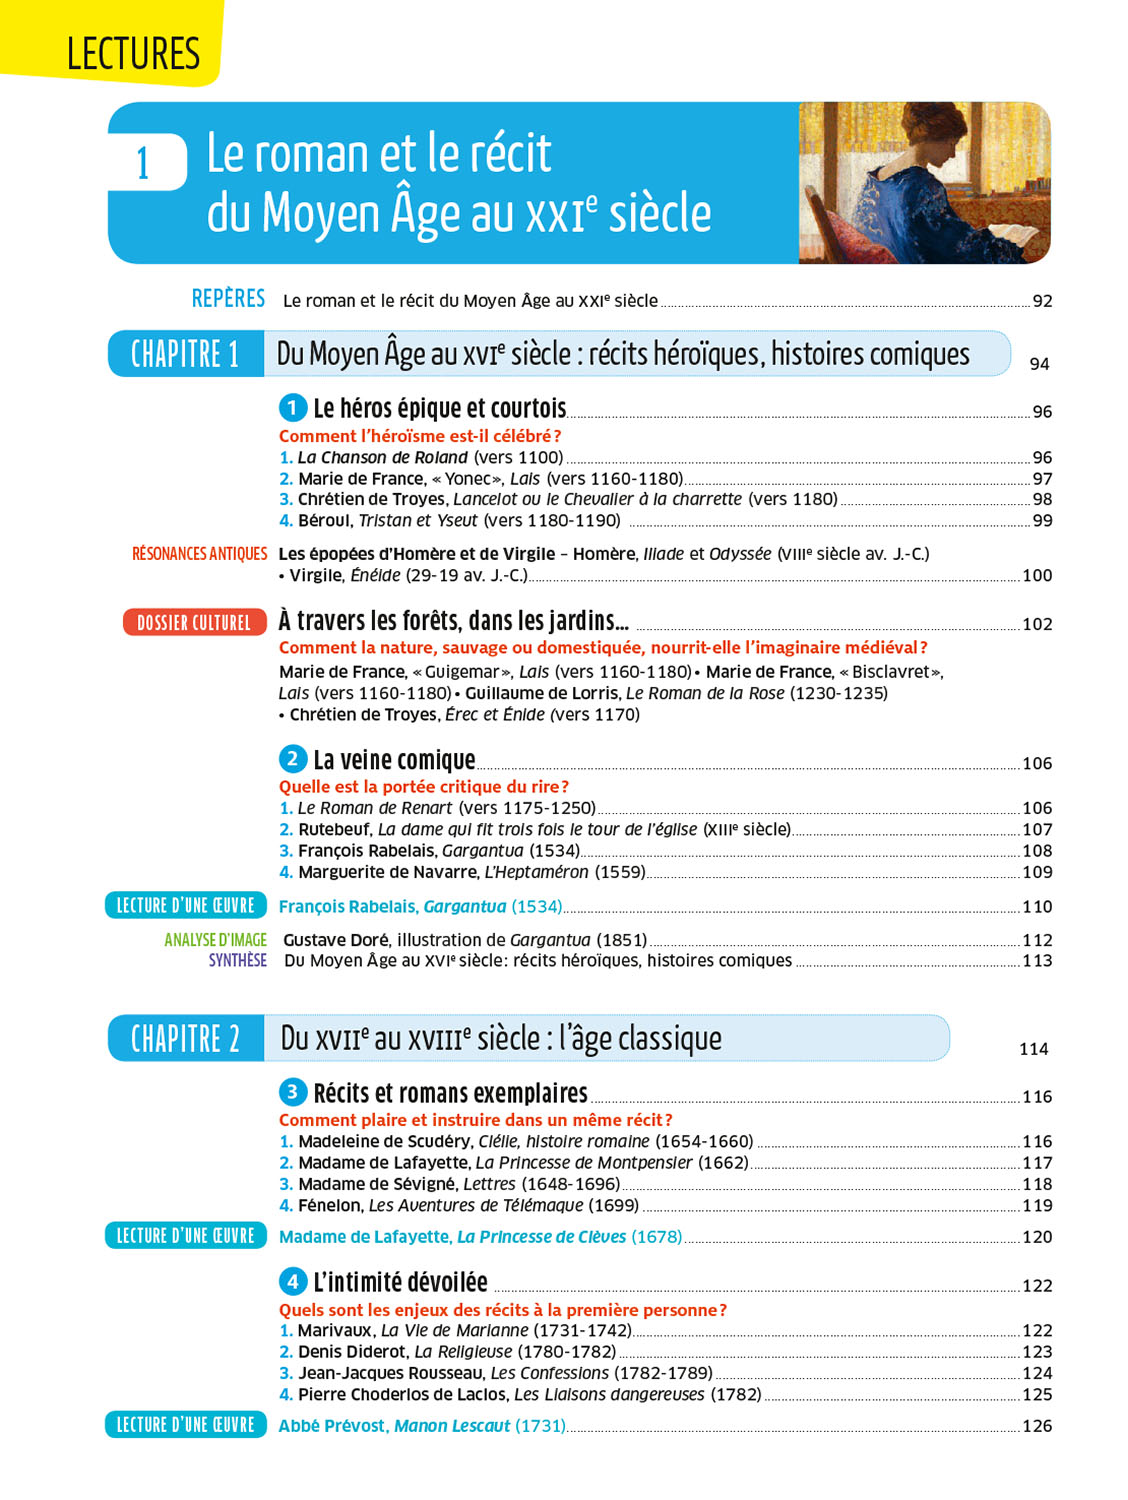 LECTURES
1
Le roman et le récit
du Moyen Âge au XXIe siècle
REPÈRES Le roman et le récit du Moyen Âge au XXIe siècle 92
CHAPITRE 1 Du Moyen Âge au XVIe siècle : récits héroïques, histoires comiques 94
1 Le héros épique et courtois 96
Comment l'héroïsme est-il célébré ?
1. La Chanson de Roland (vers 1100) 96
2. Marie de France, « Yonec », Lais (vers 1160-1180) 97
3. Chrétien de Troyes, Lancelot ou le Chevalier à la charrette (vers 1180) 98
4. Béroul, Tristan et Yseut (vers 1180-1190) 99
RÉSONANCES ANTIQUES Les épopées d'Homère et de Virgile – Homère, Iliade et Odyssée (VIIIe siècle av. J.-C.)
• Virgile, Énéide (29-19 av. J.-C.) 100
DOSSIER CULTUREL À travers les forêts, dans les jardins... 102
Comment la nature, sauvage ou domestiquée, nourrit-elle l'imaginaire médiéval ?
Marie de France, « Guigemar », Lais (vers 1160-1180) • Marie de France, « Bisclavret »,
Lais (vers 1160-1180) • Guillaume de Lorris, Le Roman de la Rose (1230-1235)
• Chrétien de Troyes, Érec et Énide (vers 1170)
2 La veine comique 106
Quelle est la portée critique du rire ?
1. Le Roman de Renart (vers 1175-1250) 106
2. Rutebeuf, La dame qui fit trois fois le tour de l'église (XIIIe siècle) 107
3. François Rabelais, Gargantua (1534) 108
4. Marguerite de Navarre, L'Heptaméron (1559) 109
LECTURE D'UNE ŒUVRE François Rabelais, Gargantua (1534) 110
ANALYSE D'IMAGE Gustave Doré, illustration de Gargantua (1851) 112
SYNTHÈSE Du Moyen Âge au XVIe siècle : récits héroïques, histoires comiques 113
CHAPITRE 2 Du XVIIe au XVIIIe siècle : l'âge classique 114
3 Récits et romans exemplaires 116
Comment plaire et instruire dans un même récit ?
1. Madeleine de Scudéry, Clélie, histoire romaine (1654-1660) 116
2. Madame de Lafayette, La Princesse de Montpensier (1662) 117
3. Madame de Sévigné, Lettres (1648-1696) 118
4. Fénelon, Les Aventures de Télémaque (1699) 119
LECTURE D'UNE ŒUVRE Madame de Lafayette, La Princesse de Clèves (1678) 120
4 L'intimité dévoilée 122
Quels sont les enjeux des récits à la première personne ?
1. Marivaux, La Vie de Marianne (1731-1742) 122
2. Denis Diderot, La Religieuse (1780-1782) 123
3. Jean-Jacques Rousseau, Les Confessions (1782-1789) 124
4. Pierre Choderlos de Laclos, Les Liaisons dangereuses (1782) 125
LECTURE D'UNE ŒUVRE Abbé Prévost, Manon Lescaut (1731) 126